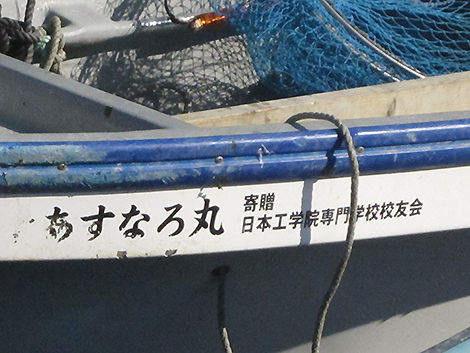 あすなろ丸
寄贈
日本工学院専門学校校友会